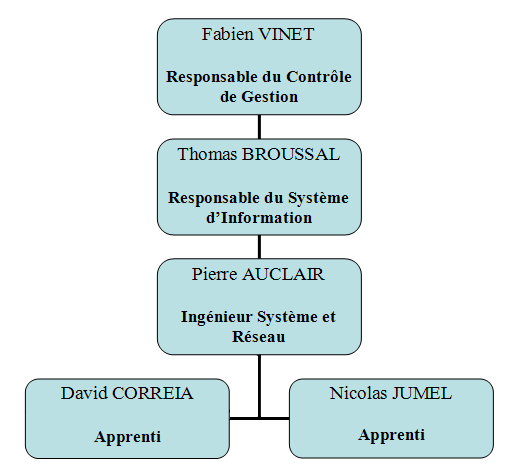 Fabien VINET
Responsable du Contrôle
de Gestion
Thomas BROUSSAL
Responsable du Système
d'Information
Pierre AUCLAIR
Ingénieur Système et
Réseau
David CORREIA
Apprenti
Nicolas JUMEL
Apprenti